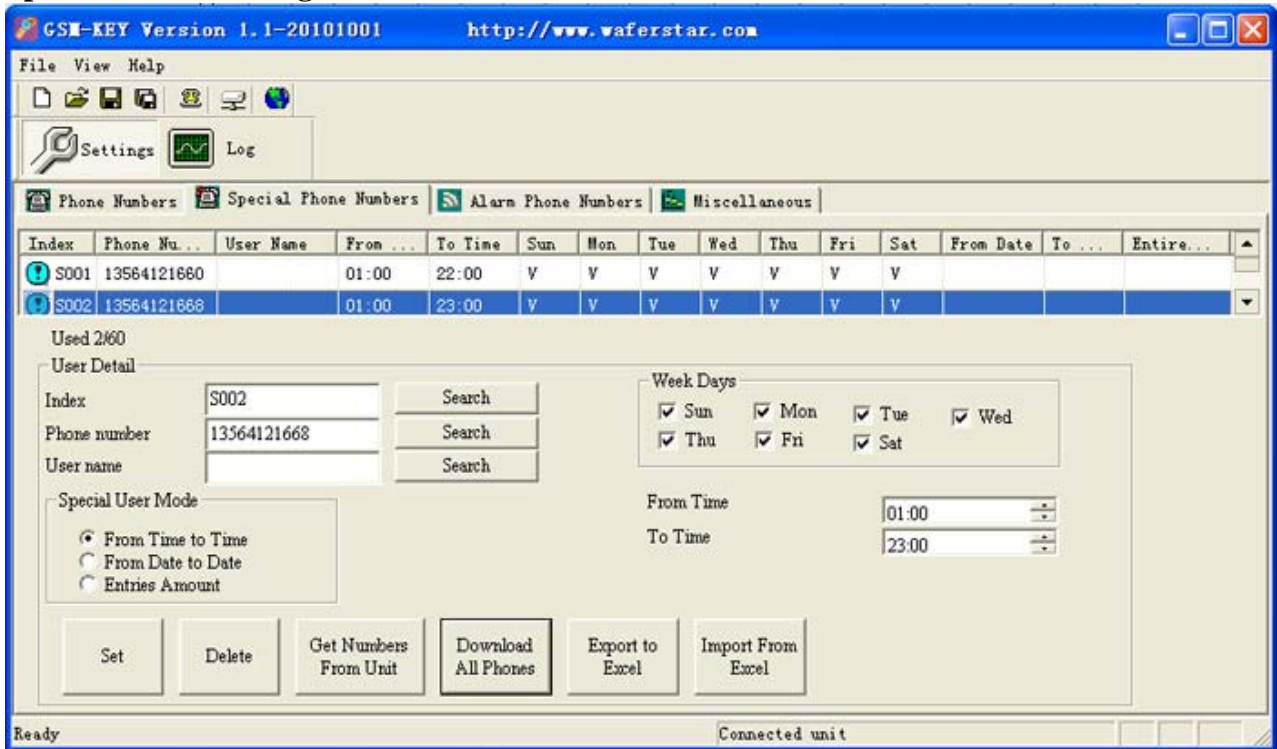 GSM-KEY Version 1.1-20101001 http://www.waferstar.com
File View Help
Settings Log
Phone Numbers Special Phone Numbers Alarm Phone Numbers Miscellaneous
Index Phone Nu... User Name From ... To Time Sun Mon Tue Wed Thu Fri Sat From Date To ... Entire...
S001 13564121660 01:00 22:00 V V V V V V V
S002 13564121668 01:00 23:00 V V V V V V V
Used 2/60
User Detail
Index S002 Search
Phone number 13564121668 Search
User name Search
Week Days
Sun Mon Tue Wed
Thu Fri Sat
Special User Mode
From Time to Time
From Date to Date
Entries Amount
From Time 01:00
To Time 23:00
Set Delete Get Numbers From Unit Download All Phones Export to Excel Import From Excel
Ready Connected unit